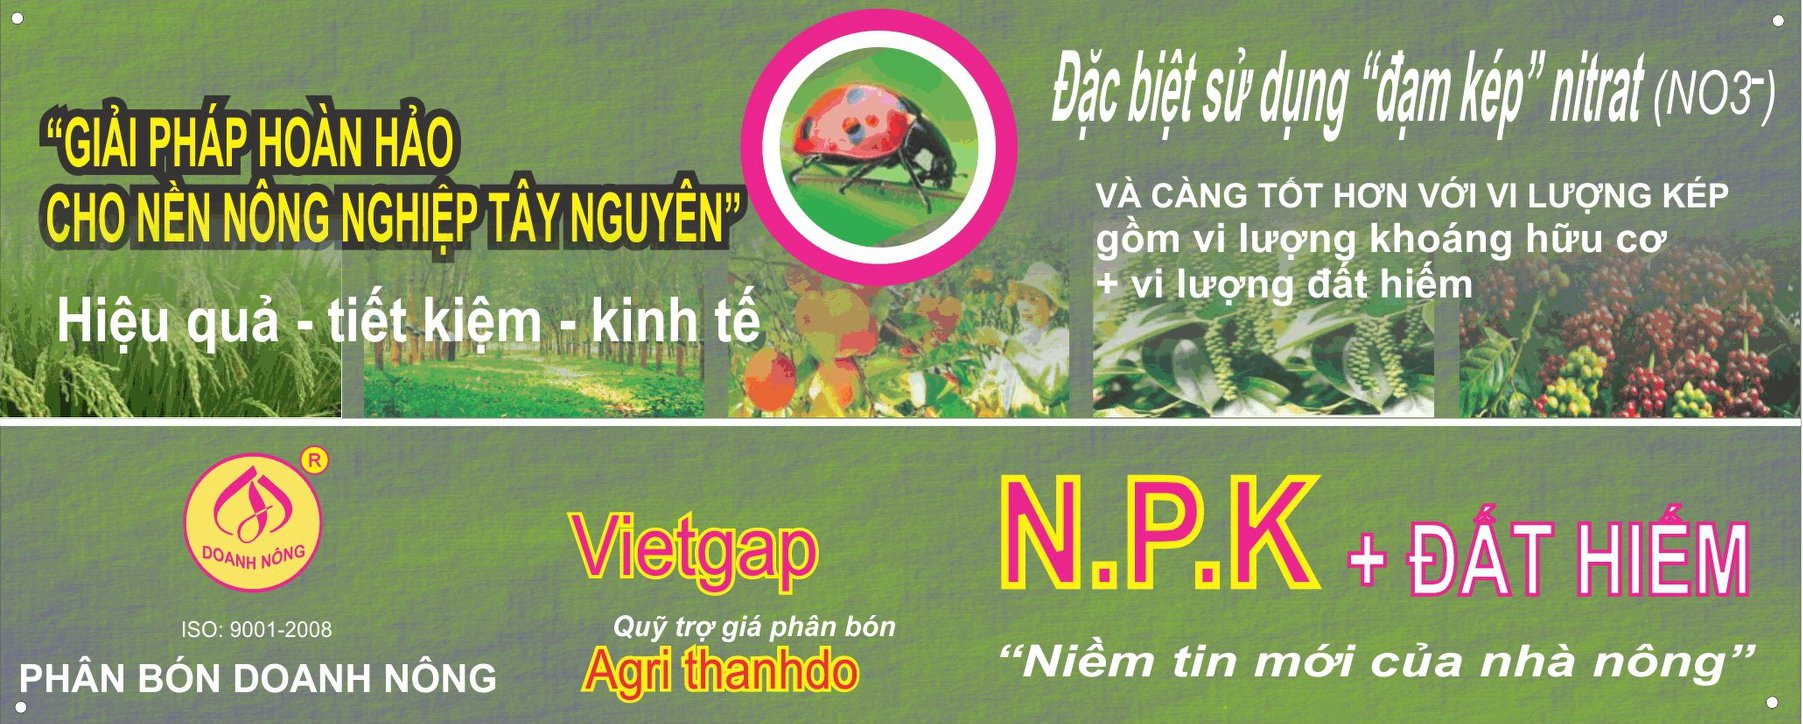 “GIẢI PHÁP HOÀN HẢO
CHO NỀN NÔNG NGHIỆP TÂY NGUYÊN”
Hiệu quả - tiết kiệm - kinh tế
Đặc biệt sử dụng “đạm kép” nitrat (NO3-)
VÀ CÀNG TỐT HƠN VỚI VI LƯỢNG KÉP
gồm vi lượng khoáng hữu cơ
+ vi lượng đất hiếm
R
DOANH NÔNG
ISO: 9001-2008
PHÂN BÓN DOANH NÔNG
Vietgap
Quỹ trợ giá phân bón
Agri thanhdo
N.P.K + ĐẤT HIẾM
“Niềm tin mới của nhà nông”